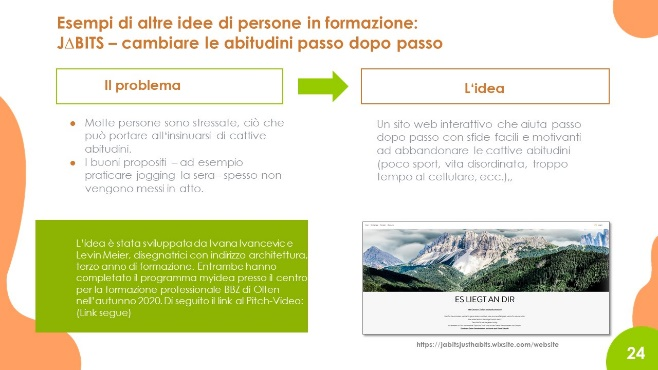 Esempi di altre idee di persone in formazione:
J∆BITS – cambiare le abitudini passo dopo passo
Il problema
L'idea
● Molte persone sono stressate, ciò che
può portare all'insinuarsi di cattive
abitudini.
● I buoni propositi – ad esempio
praticare jogging la sera - spesso non
vengono messi in atto.
Un sito web interattivo che aiuta passo
dopo passo con sfide facili e motivanti
ad abbandonare le cattive abitudini
(poco sport, vita disordinata, troppo
tempo al cellulare, ecc.)..
L'idea è stata sviluppata da Ivana Ivancevic e
Levin Meier, disegnatrici con indirizzo architettura,
terzo anno di formazione. Entrambe hanno
completato il programma myidea presso il centro
per la formazione professionale BBZ di Olten
nell'autunno 2020. Di seguito il link al Pitch-Video:
(Link segue)
ES LIEGT AN DIR
https://jabitsjusthabits.wixsite.com/website
24